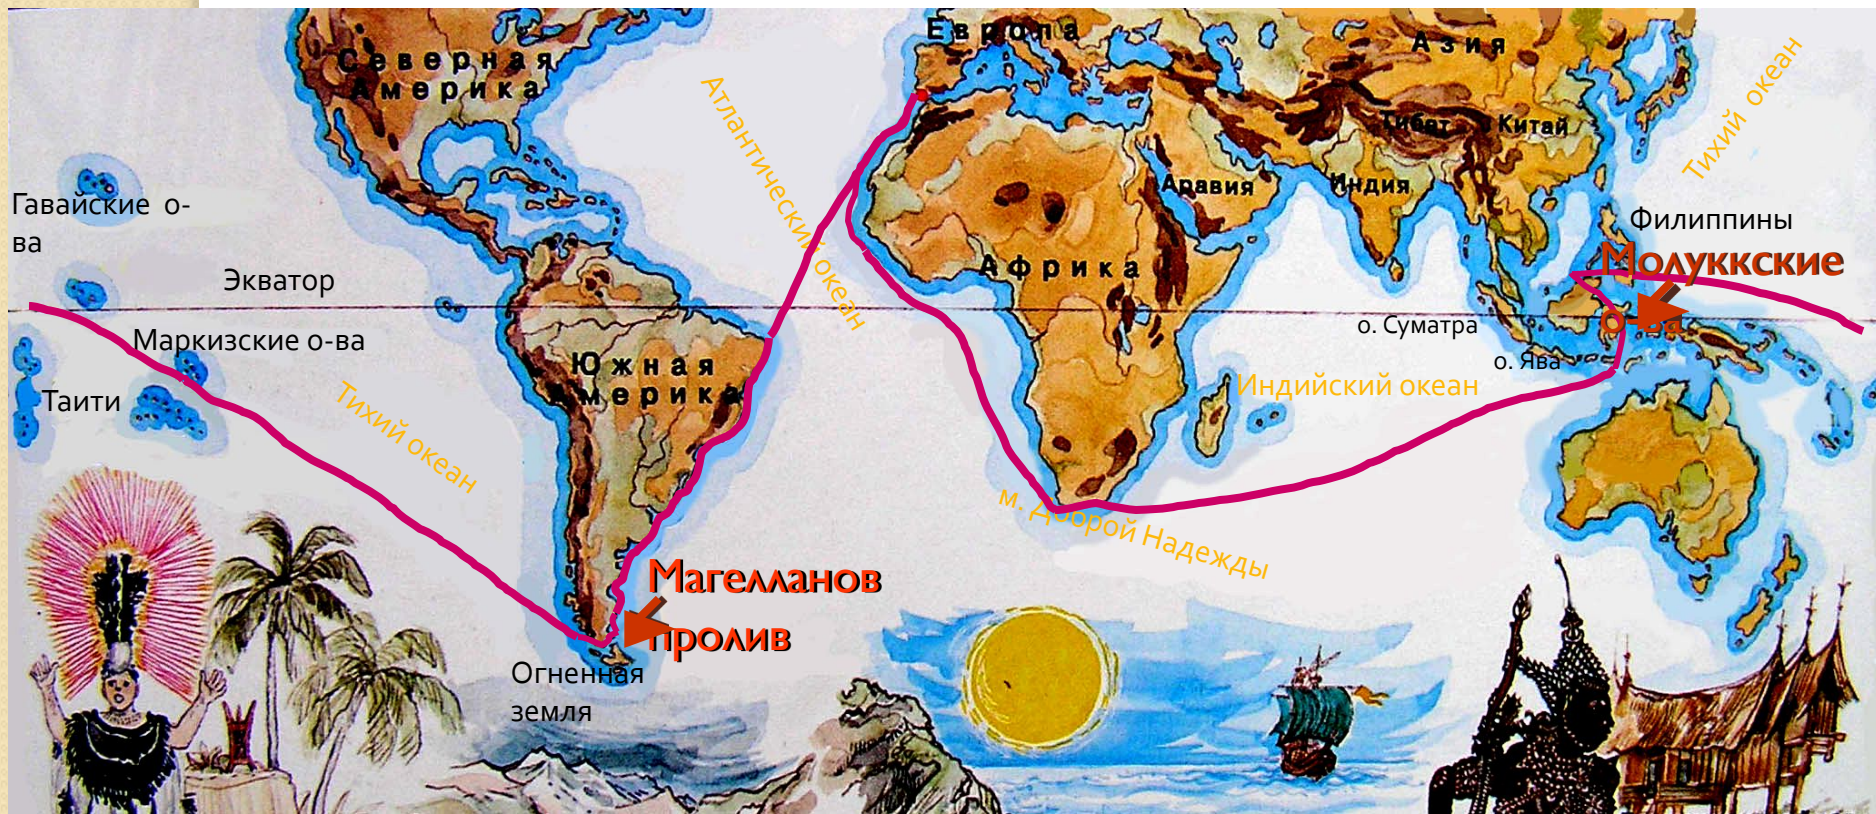 Европа
Азия
Северная
Америка
Атлантический океан
Тихий океан
Тибет
Китай
Аравия
Индия
Гавайские о-
ва
Филиппины
Молуккские
о-ва
Африка
Экватор
о. Суматра
Маркизские о-ва
о. Ява
Южная
Америка
Индийский океан
Таити
Тихий океан
м. Доброй Надежды
Магелланов
пролив
Огненная
земля